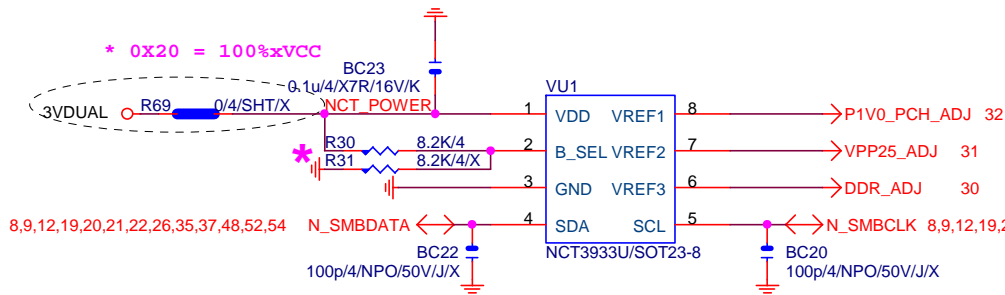 * 0X20 = 100%xVCC
BC23
0.1u/4/X7R/16V/K
VU1
3VDUAL
R69
0/4/SHT/X
NCT_POWER
1
VDD
VREF1
8
P1V0_PCH_ADJ 32
R30
8.2K/4
2
B_SEL
VREF2
7
VPP25_ADJ 31
*
R31
8.2K/4/X
3
GND
VREF3
6
DDR_ADJ 30
8,9,12,19,20,21,22,26,35,37,48,52,54
N_SMBDATA
4
SDA
SCL
5
N_SMBCLK 8,9,12,19,2
BC22
100p/4/NPO/50V/J/X
NCT3933U/SOT23-8
BC20
100p/4/NPO/50V/J/X